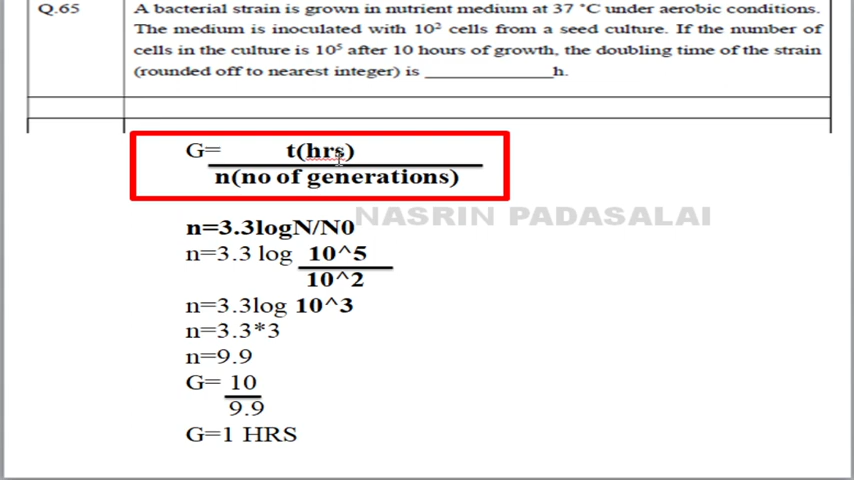 Q.65
A bacterial strain is grown in nutrient medium at 37 °C under aerobic conditions.
The medium is inoculated with 10² cells from a seed culture. If the number of
cells in the culture is 10⁵ after 10 hours of growth, the doubling time of the strain
(rounded off to nearest integer) is ______________h.
G= t(hrs)
n(no of generations)
NASRIN PADASALAI
n=3.3logN/N0
n=3.3 log 10^5
10^2
n=3.3log 10^3
n=3.3*3
n=9.9
G= 10
9.9
G=1 HRS